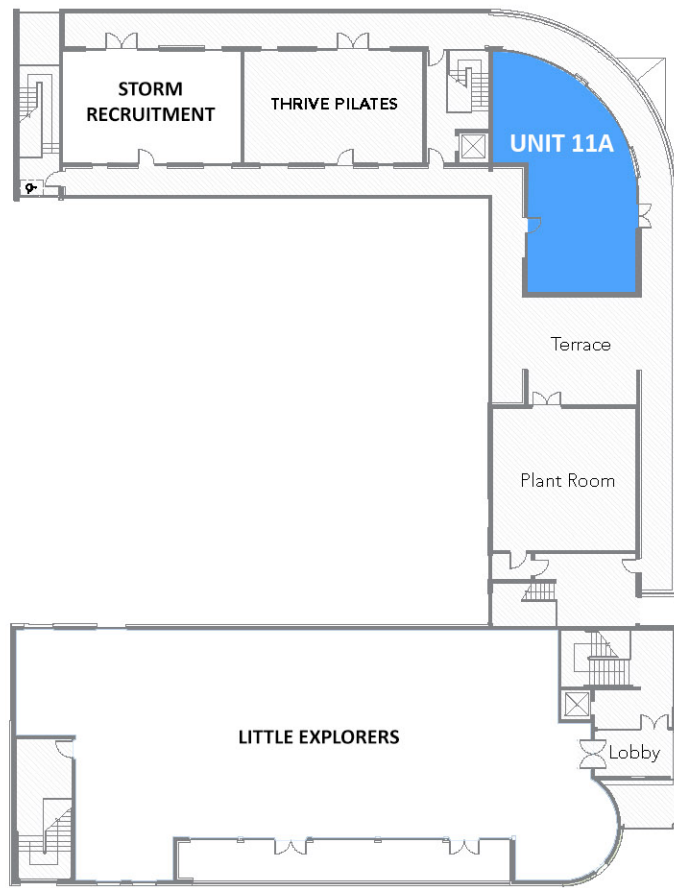 STORM
RECRUITMENT
THRIVE PILATES
UNIT 11A
Terrace
Plant Room
LITTLE EXPLORERS
Lobby